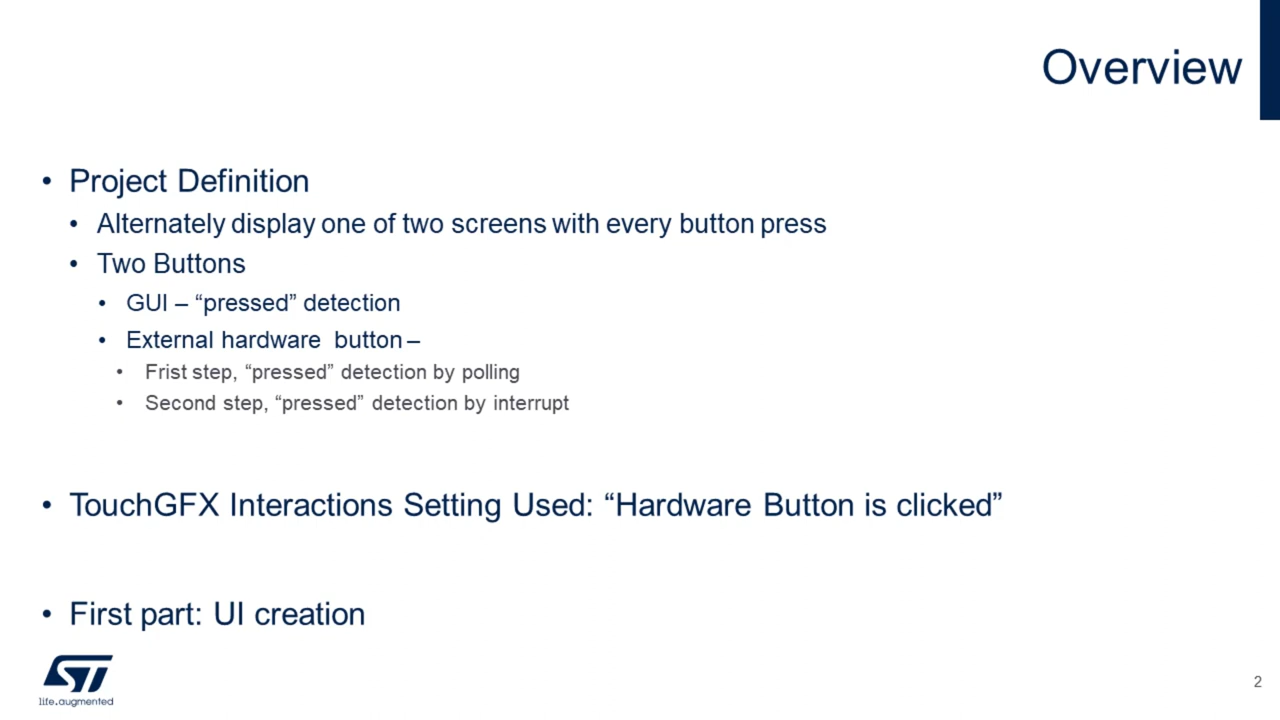 Overview
• Project Definition
• Alternately display one of two screens with every button press
• Two Buttons
• GUI – “pressed” detection
• External hardware button –
• Frist step, “pressed” detection by polling
• Second step, “pressed” detection by interrupt
• TouchGFX Interactions Setting Used: “Hardware Button is clicked”
• First part: UI creation
ST
life.augmented
2